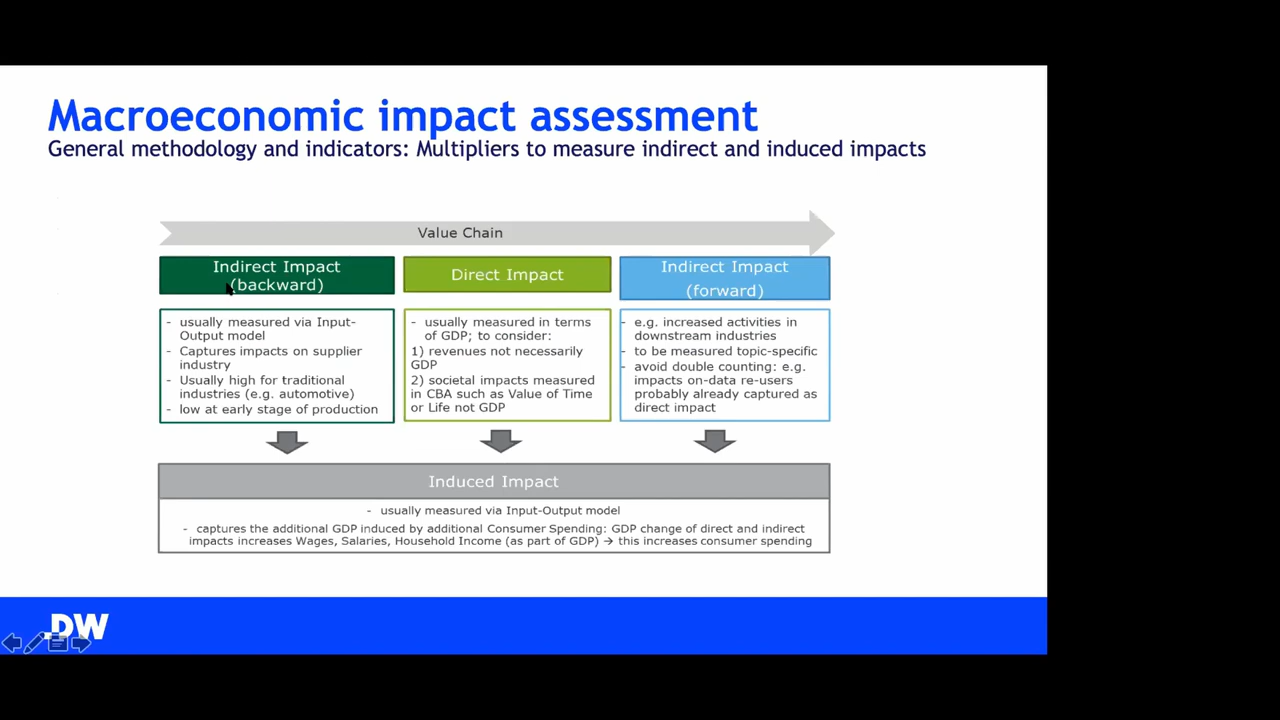 Macroeconomic impact assessment
General methodology and indicators: Multipliers to measure indirect and induced impacts
Value Chain
Indirect Impact
(backward)
- usually measured via Input-
Output model
- Captures impacts on supplier
industry
- Usually high for traditional
industries (e.g. automotive)
- low at early stage of production
Direct Impact
- usually measured in terms
of GDP; to consider:
1) revenues not necessarily
GDP
2) societal impacts measured
in CBA such as Value of Time
or Life not GDP
Indirect Impact
(forward)
- e.g. increased activities in
downstream industries
- to be measured topic-specific
- avoid double counting: e.g.
impacts on-data re-users
probably already captured as
direct impact
Induced Impact
- usually measured via Input-Output model
- captures the additional GDP induced by additional Consumer Spending: GDP change of direct and indirect
impacts increases Wages, Salaries, Household Income (as part of GDP) → this increases consumer spending
.DW